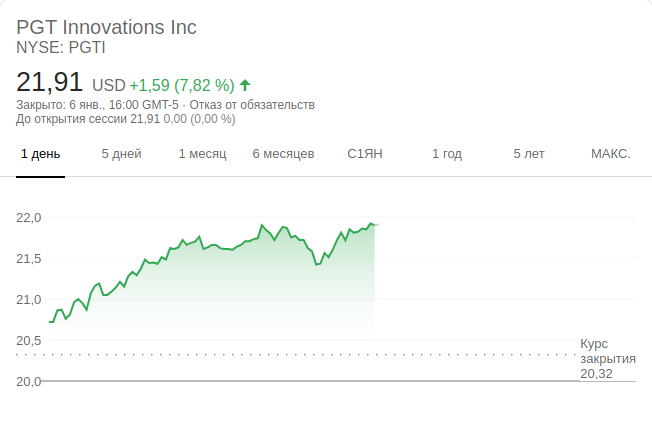 PGT Innovations Inc
NYSE: PGTI
21,91 USD +1,59 (7,82 %)
Закрыто: 6 янв., 16:00 GMT-5 · Отказ от обязательств
До открытия сессии 21,91 0,00 (0,00 %)
1 день 5 дней 1 месяц 6 месяцев С1ЯН 1 год 5 лет МАКС.
22,0
21,5
21,0
20,5
Курс
закрытия
20,32
20,0